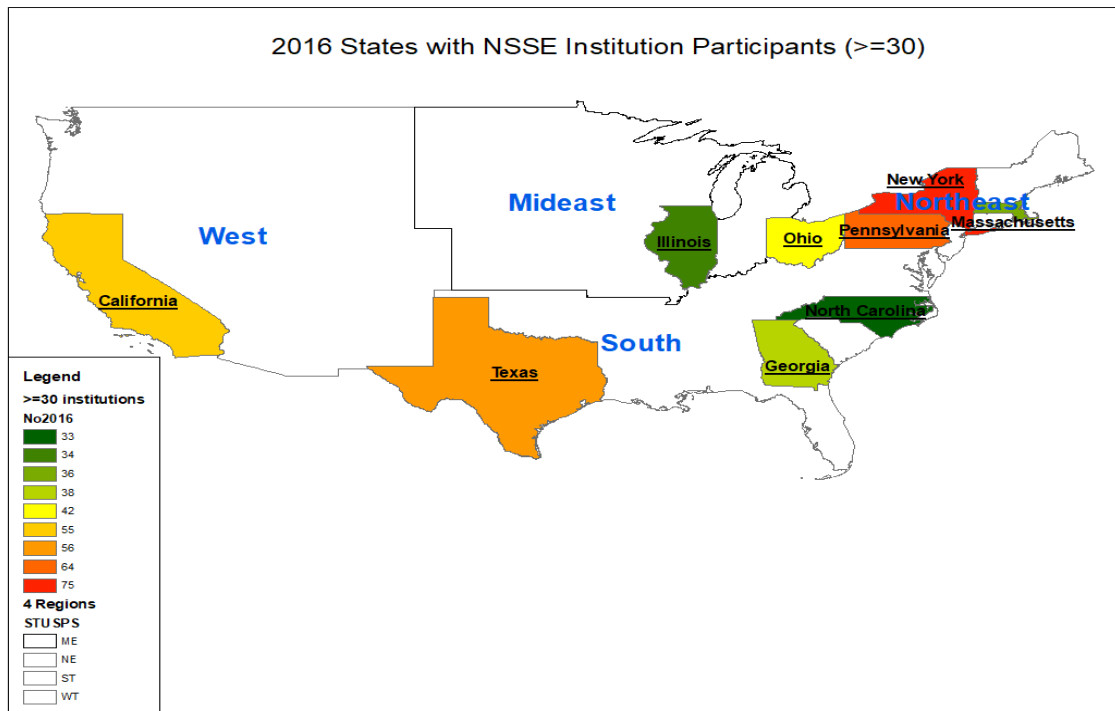 2016 States with NSSE Institution Participants (>=30)
New York
Mideast
Northeast
West
Massachusetts
Pennsylvania
Illinois
Ohio
California
North Carolina
South
Georgia
Texas
Legend
>=30 institutions
No2016
33
34
36
38
42
55
56
64
75
4 Regions
STUSPS
ME
NE
ST
WT